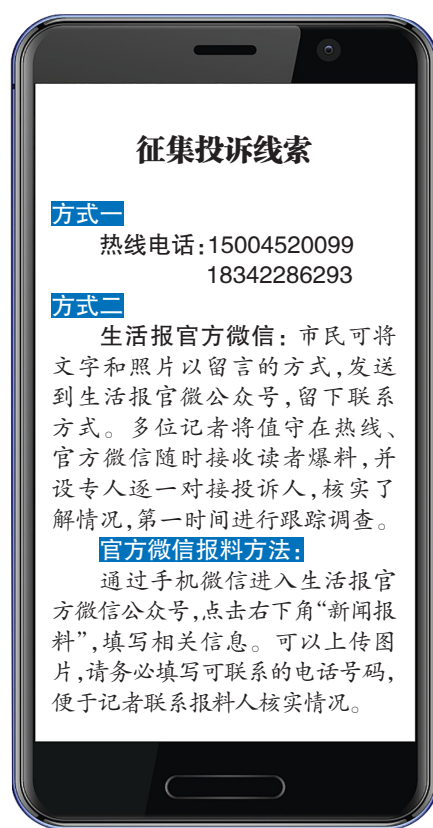 征集投诉线索
方式一
热线电话：15004520099
18342286293
方式二
生活报官方微信：市民可将
文字和照片以留言的方式，发送
到生活报官微公众号，留下联系
方式。多位记者将值守在热线、
官方微信随时接收读者爆料，并
设专人逐一对接投诉人，核实了
解情况，第一时间进行跟踪调查。
官方微信报料方法：
通过手机微信进入生活报官
方微信公众号，点击右下角“新闻报
料”，填写相关信息。可以上传图
片，请务必填写可联系的电话号码，
便于记者联系报料人核实情况。